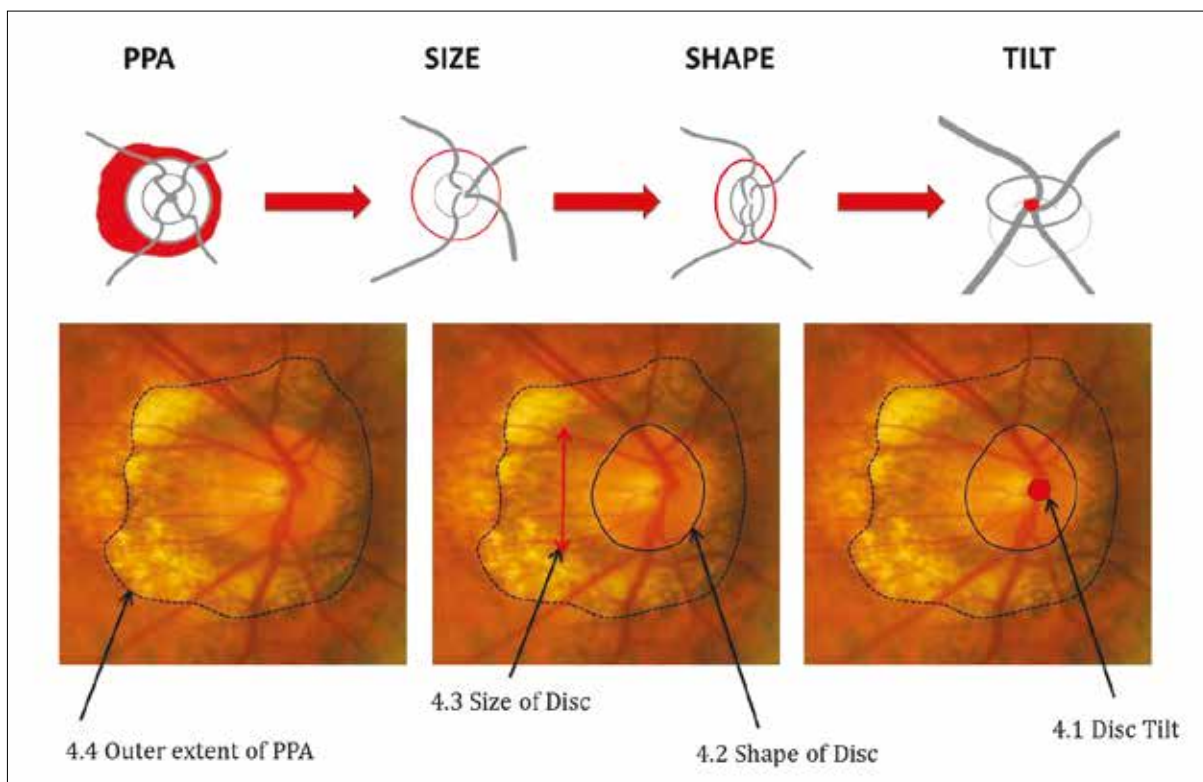 PPA
SIZE
SHAPE
TILT
4.3 Size of Disc
4.1 Disc Tilt
4.4 Outer extent of PPA
4.2 Shape of Disc